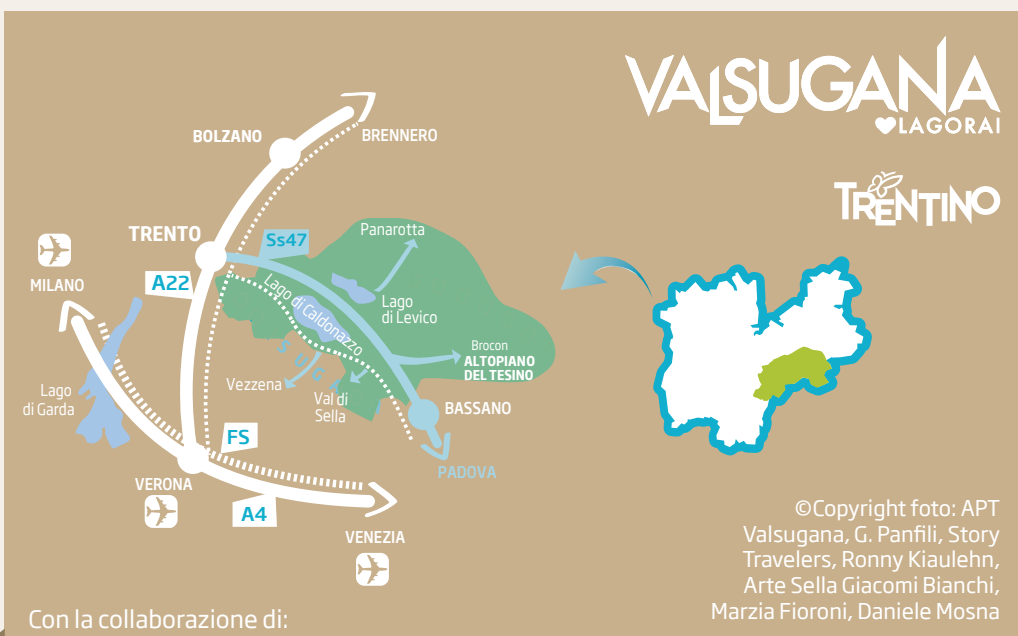 VALSUGANA
LAGORAI
TRENTINO
BOLZANO
BRENNERO
TRENTO
Ss47
Panarotta
MILANO
A22
Lago di Caldonazzo
Lago
di Levico
Brocon
ALTOPIANO
DEL TESINO
Vezzena
Val di
Sella
Lago
di Garda
BASSANO
FS
PADOVA
VERONA
A4
VENEZIA
©Copyright foto: APT
Valsugana, G. Panfili, Story
Travelers, Ronny Kiaulehn,
Arte Sella Giacomi Bianchi,
Marzia Fioroni, Daniele Mosna
Con la collaborazione di: